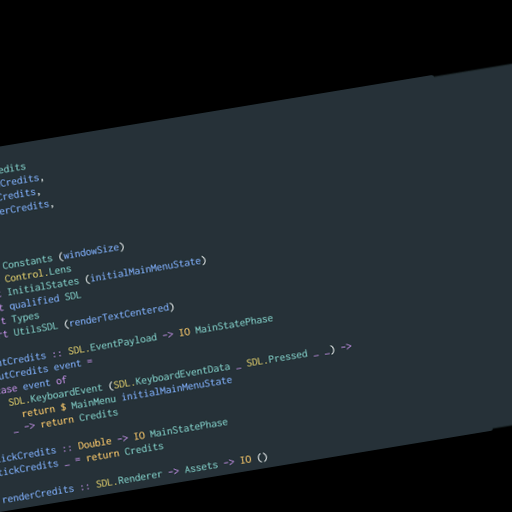 edits
Credits,
Credits,
erCredits,
Constants (windowSize)
Control.Lens
InitialStates (initialMainMenuState)
t qualified SDL
t Types
rt UtilsSDL (renderTextCentered)
utCredits :: SDL.EventPayload -> IO MainStatePhase
utCredits event =
ase event of
SDL.KeyboardEvent (SDL.KeyboardEventData _ SDL.Pressed _ _) ->
return $ MainMenu initialMainMenuState
_ -> return Credits
ickCredits :: Double -> IO MainStatePhase
tickCredits _ = return Credits
renderCredits :: SDL.Renderer -> Assets -> IO ()